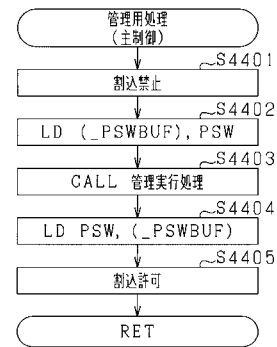 管理用処理
(主制御)
S4401
割込禁止
S4402
LD (_PSWBUF), PSW
S4403
CALL 管理実行処理
S4404
LD PSW, (_PSWBUF)
S4405
割込許可
RET